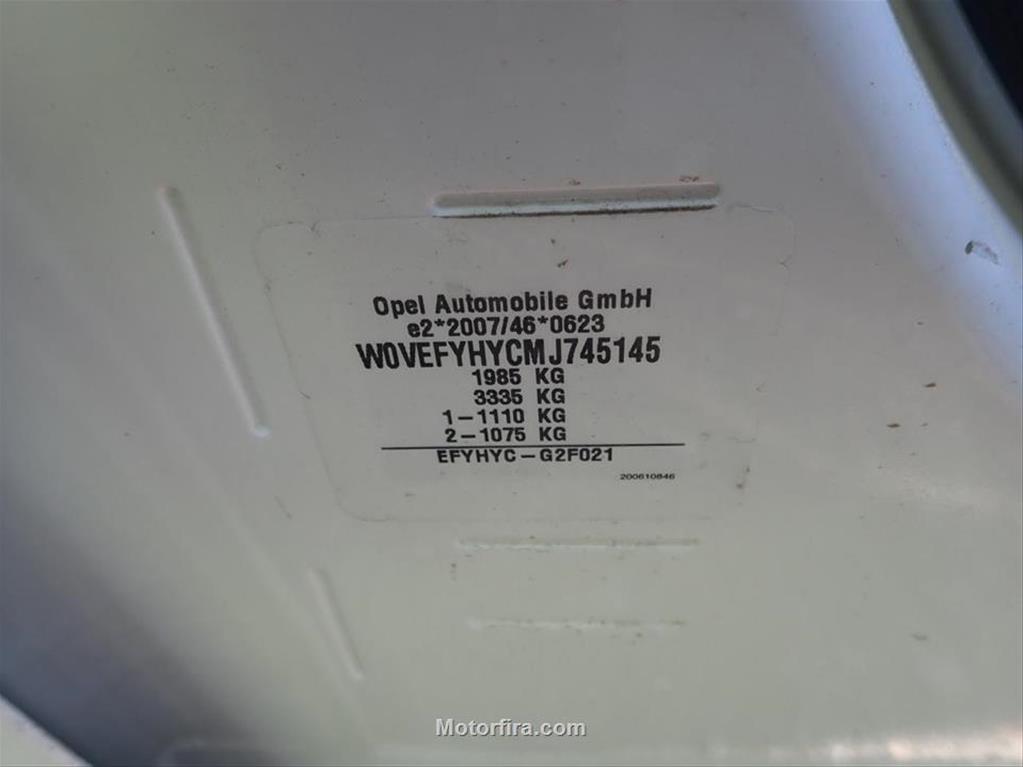 Opel Automobile GmbH
e2*2007/46*0623
W0VEFYHYCMJ745145
1985 KG
3335 KG
1-1110 KG
2-1075 KG
EFYHYC-G2F021
200610846
Motorfira.com